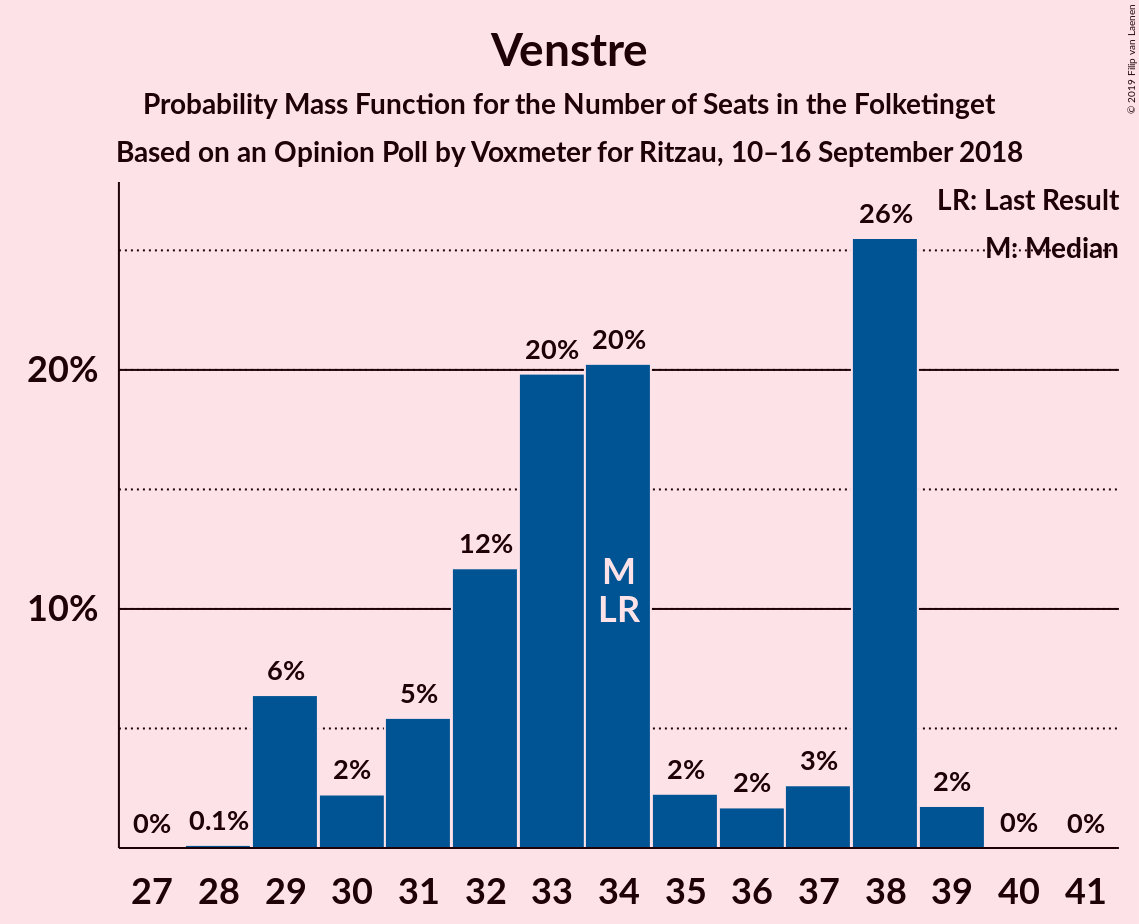 Venstre
Probability Mass Function for the Number of Seats in the Folketinget
Based on an Opinion Poll by Voxmeter for Ritzau, 10–16 September 2018
© 2019 Filip van Laenen
LR: Last Result
M: Median
20%
10%
0%
0.1%
6%
2%
5%
12%
20%
20%
2%
2%
3%
26%
2%
0%
0%
M
LR
27 28 29 30 31 32 33 34 35 36 37 38 39 40 41